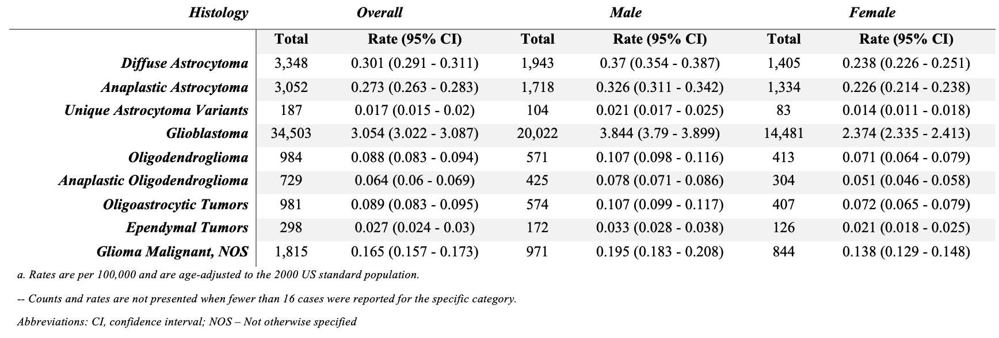 Histology Overall Male Female
Total Rate (95% CI) Total Rate (95% CI) Total Rate (95% CI)
Diffuse Astrocytoma 3,348 0.301 (0.291 - 0.311) 1,943 0.37 (0.354 - 0.387) 1,405 0.238 (0.226 - 0.251)
Anaplastic Astrocytoma 3,052 0.273 (0.263 - 0.283) 1,718 0.326 (0.311 - 0.342) 1,334 0.226 (0.214 - 0.238)
Unique Astrocytoma Variants 187 0.017 (0.015 - 0.02) 104 0.021 (0.017 - 0.025) 83 0.014 (0.011 - 0.018)
Glioblastoma 34,503 3.054 (3.022 - 3.087) 20,022 3.844 (3.79 - 3.899) 14,481 2.374 (2.335 - 2.413)
Oligodendroglioma 984 0.088 (0.083 - 0.094) 571 0.107 (0.098 - 0.116) 413 0.071 (0.064 - 0.079)
Anaplastic Oligodendroglioma 729 0.064 (0.06 - 0.069) 425 0.078 (0.071 - 0.086) 304 0.051 (0.046 - 0.058)
Oligoastrocytic Tumors 981 0.089 (0.083 - 0.095) 574 0.107 (0.099 - 0.117) 407 0.072 (0.065 - 0.079)
Ependymal Tumors 298 0.027 (0.024 - 0.03) 172 0.033 (0.028 - 0.038) 126 0.021 (0.018 - 0.025)
Glioma Malignant, NOS 1,815 0.165 (0.157 - 0.173) 971 0.195 (0.183 - 0.208) 844 0.138 (0.129 - 0.148)
a. Rates are per 100,000 and are age-adjusted to the 2000 US standard population.
-- Counts and rates are not presented when fewer than 16 cases were reported for the specific category.
Abbreviations: CI, confidence interval; NOS – Not otherwise specified